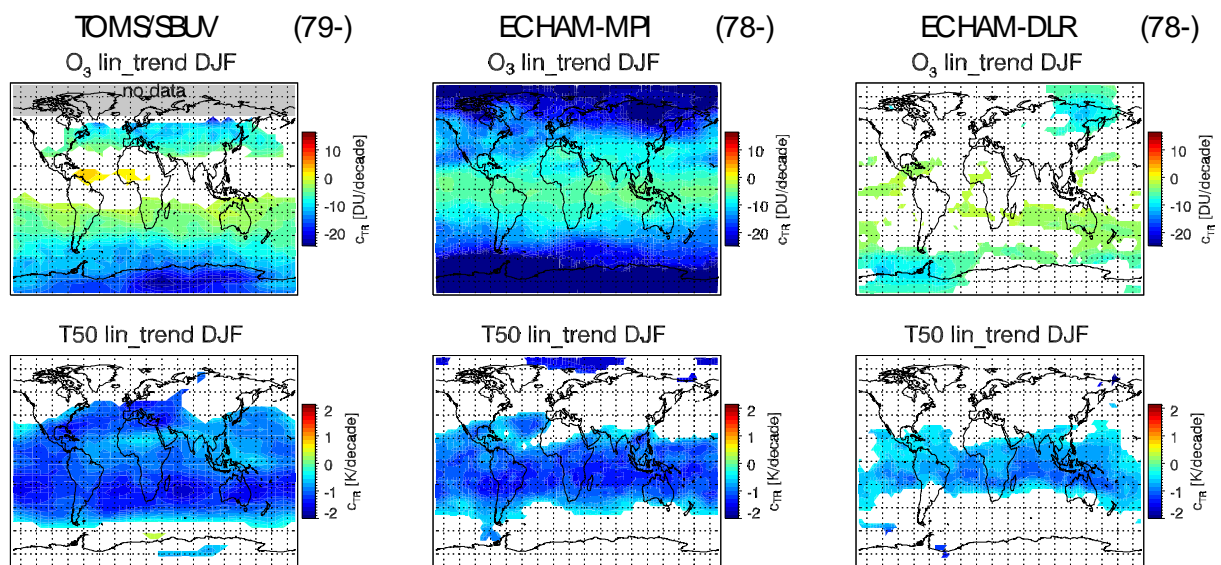 TOMS/SBUV (79-)
O3 lin_trend DJF
no data
10
0
-10
-20
cTR [DU/decade]
ECHAM-MPI (78-)
O3 lin_trend DJF
10
0
-10
-20
cTR [DU/decade]
ECHAM-DLR (78-)
O3 lin_trend DJF
10
0
-10
-20
cTR [DU/decade]
T50 lin_trend DJF
2
1
0
-1
-2
cTR [K/decade]
T50 lin_trend DJF
2
1
0
-1
-2
cTR [K/decade]
T50 lin_trend DJF
2
1
0
-1
-2
cTR [K/decade]